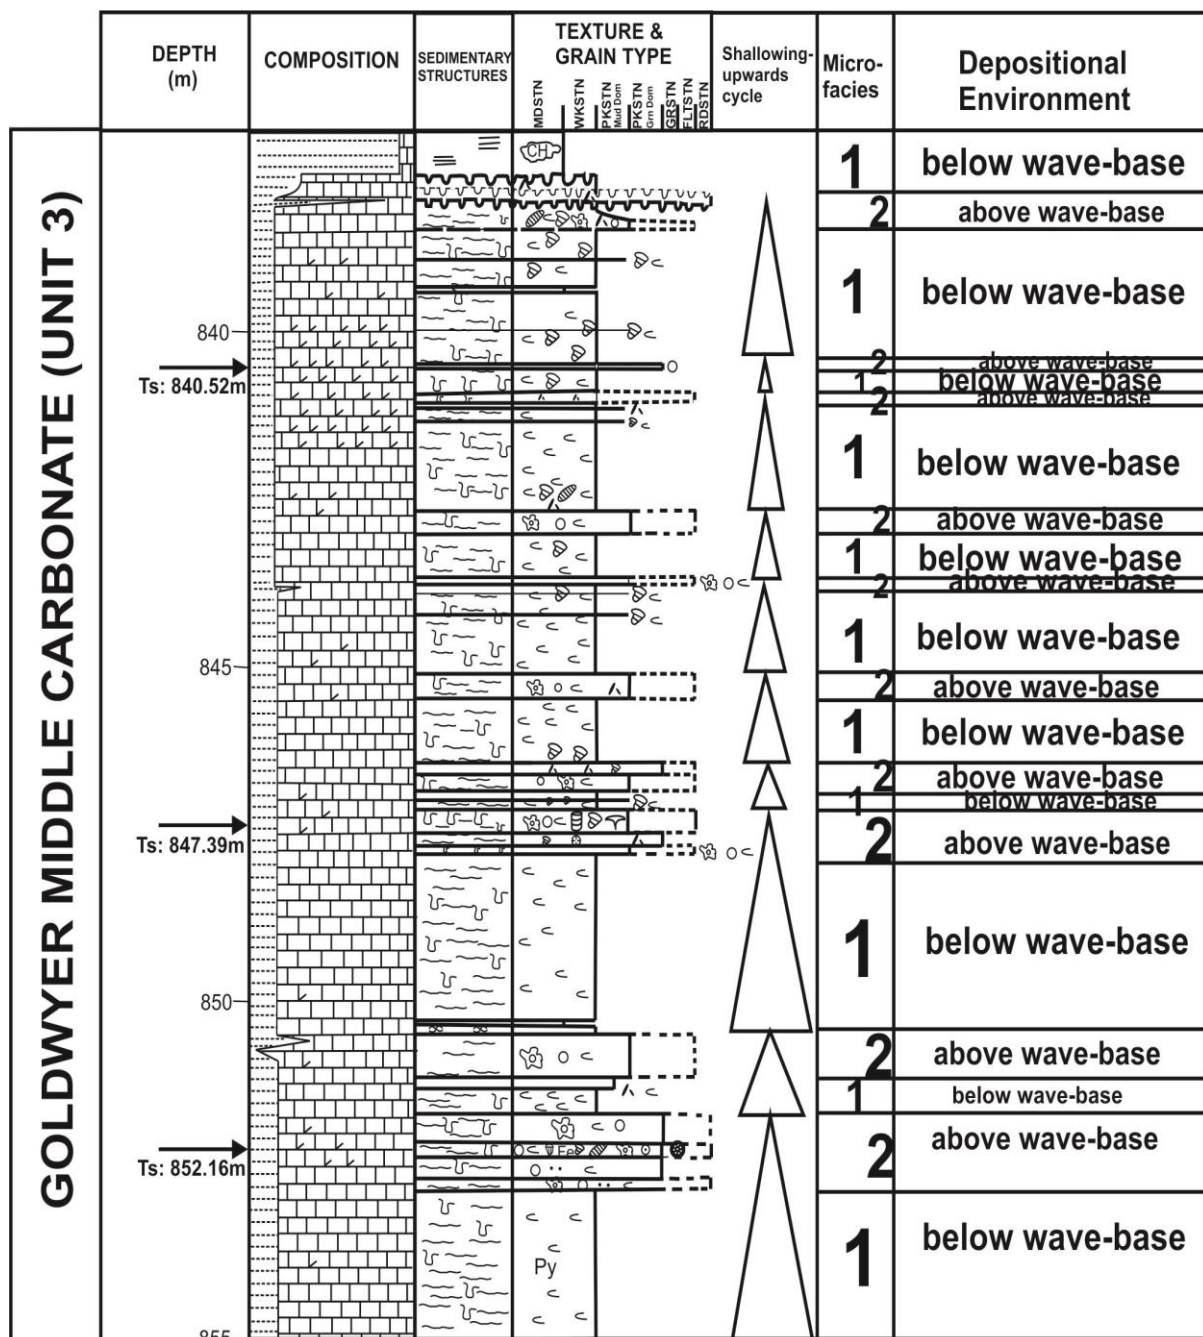 GOLDWYER MIDDLE CARBONATE (UNIT 3)
DEPTH
(m)
COMPOSITION
SEDIMENTARY
STRUCTURES
TEXTURE &
GRAIN TYPE
MDSTN
WKSTN
PKSTN
Mud Dom
PKSTN
Grn Dom
GRSTN
FLTSTN
RDSTN
Shallowing-
upwards
cycle
Micro-
facies
Depositional
Environment
CH
1 below wave-base
2 above wave-base
1 below wave-base
840
2 above wave-base
Ts: 840.52m
1 below wave-base
2 above wave-base
1 below wave-base
2 above wave-base
1 below wave-base
2 above wave-base
1 below wave-base
845
2 above wave-base
1 below wave-base
2 above wave-base
1 below wave-base
Ts: 847.39m
2 above wave-base
1 below wave-base
850
2 above wave-base
1 below wave-base
2 above wave-base
Fe
Ts: 852.16m
1 below wave-base
Py
855